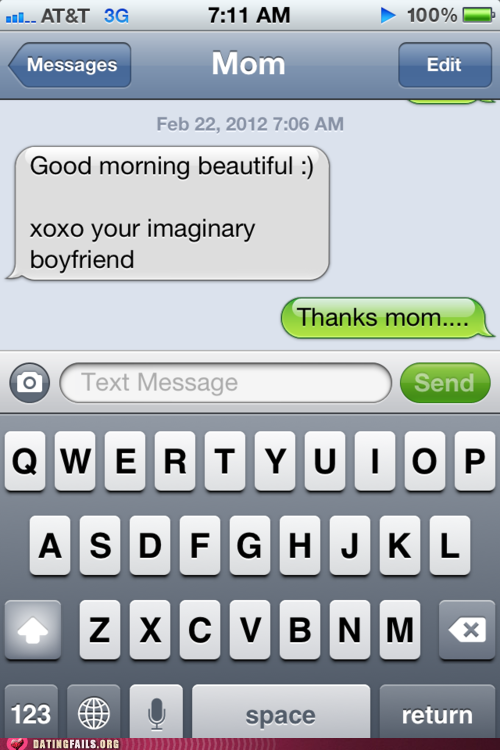 AT&T 3G 7:11 AM 100%
Messages Mom Edit
Feb 22, 2012 7:06 AM
Good morning beautiful :)
xoxo your imaginary
boyfriend
Thanks mom....
Text Message Send
Q W E R T Y U I O P
A S D F G H J K L
Z X C V B N M
123 space return
DATINGFAILS.ORG